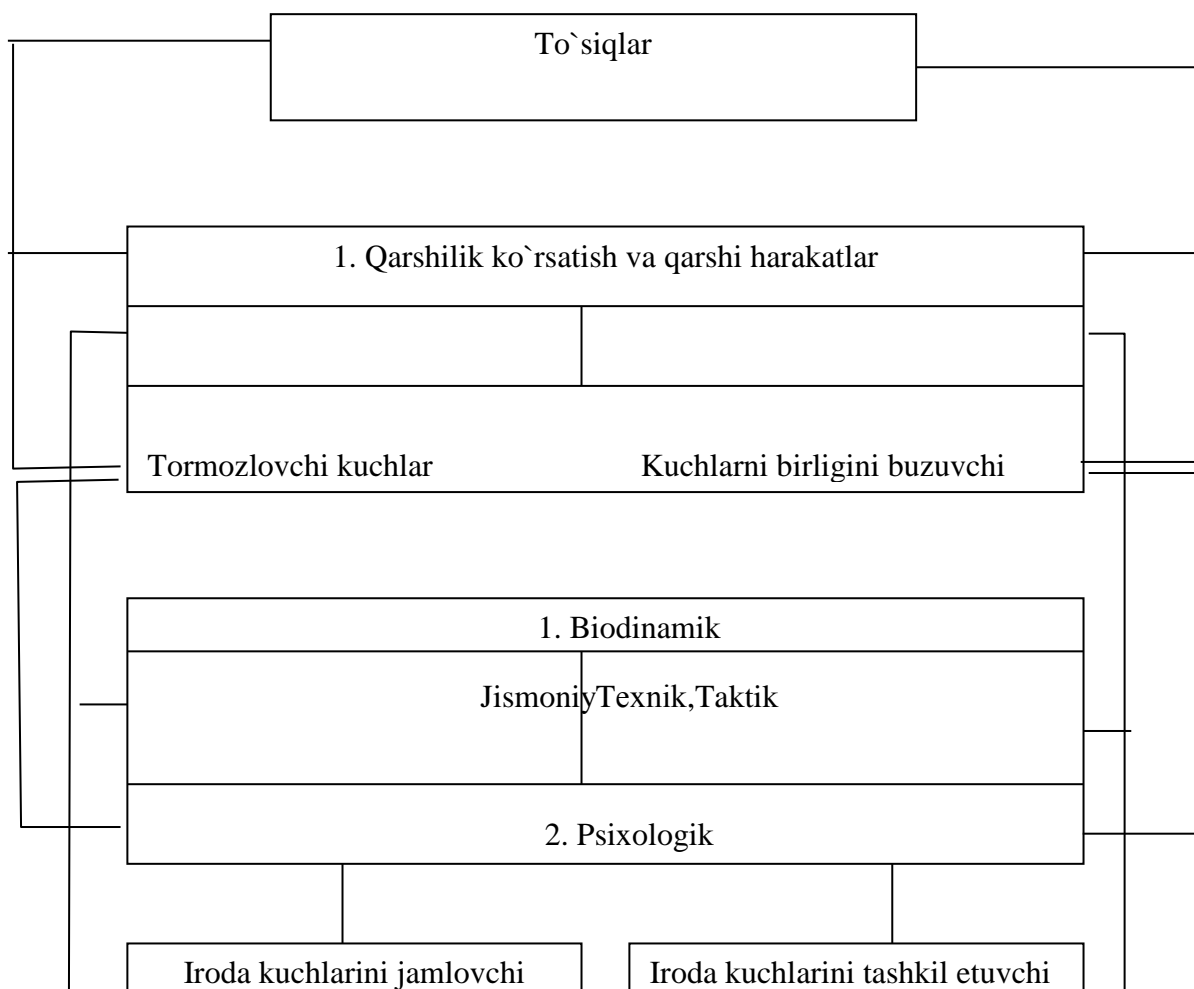 To`siqlar
1. Qarshilik ko`rsatish va qarshi harakatlar
Tormozlovchi kuchlar Kuchlarni birligini buzuvchi
1. Biodinamik
JismoniyTexnik,Taktik
2. Psixologik
Iroda kuchlarini jamlovchi Iroda kuchlarini tashkil etuvchi